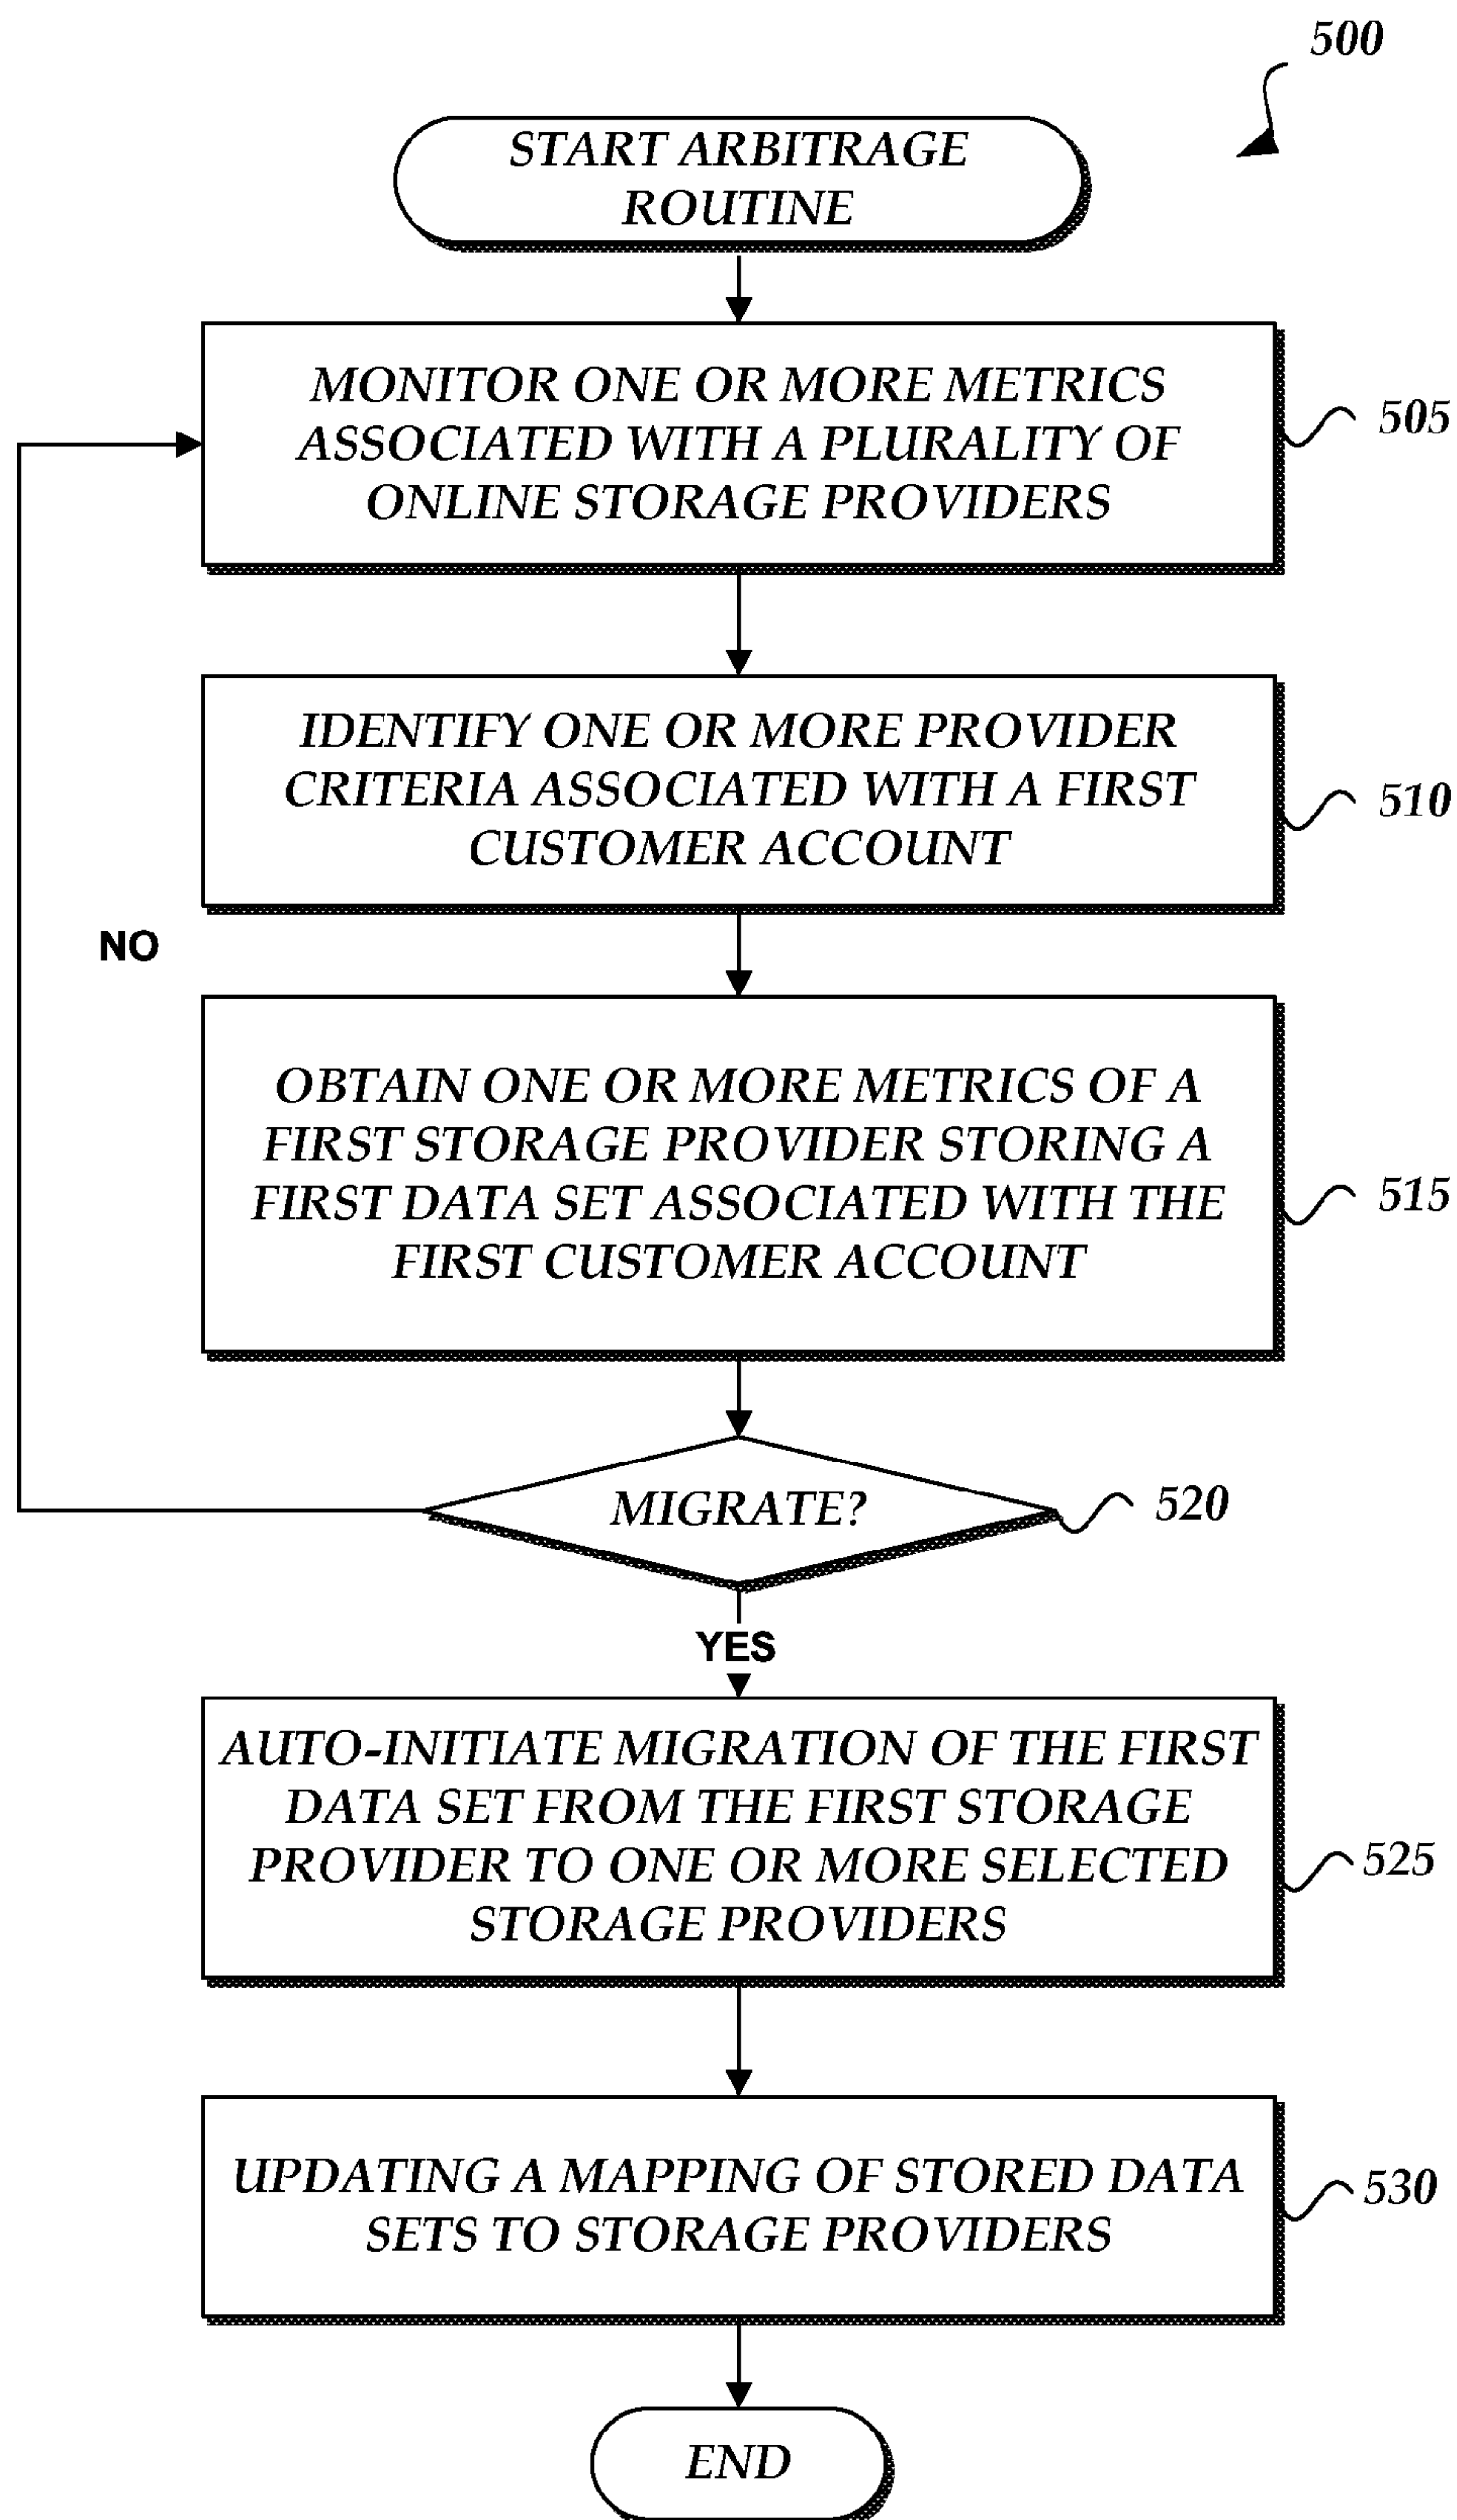 500
START ARBITRAGE
ROUTINE
MONITOR ONE OR MORE METRICS
ASSOCIATED WITH A PLURALITY OF
ONLINE STORAGE PROVIDERS
505
IDENTIFY ONE OR MORE PROVIDER
CRITERIA ASSOCIATED WITH A FIRST
CUSTOMER ACCOUNT
510
NO
OBTAIN ONE OR MORE METRICS OF A
FIRST STORAGE PROVIDER STORING A
FIRST DATA SET ASSOCIATED WITH THE
FIRST CUSTOMER ACCOUNT
515
MIGRATE?
520
YES
AUTO-INITIATE MIGRATION OF THE FIRST
DATA SET FROM THE FIRST STORAGE
PROVIDER TO ONE OR MORE SELECTED
STORAGE PROVIDERS
525
UPDATING A MAPPING OF STORED DATA
SETS TO STORAGE PROVIDERS
530
END